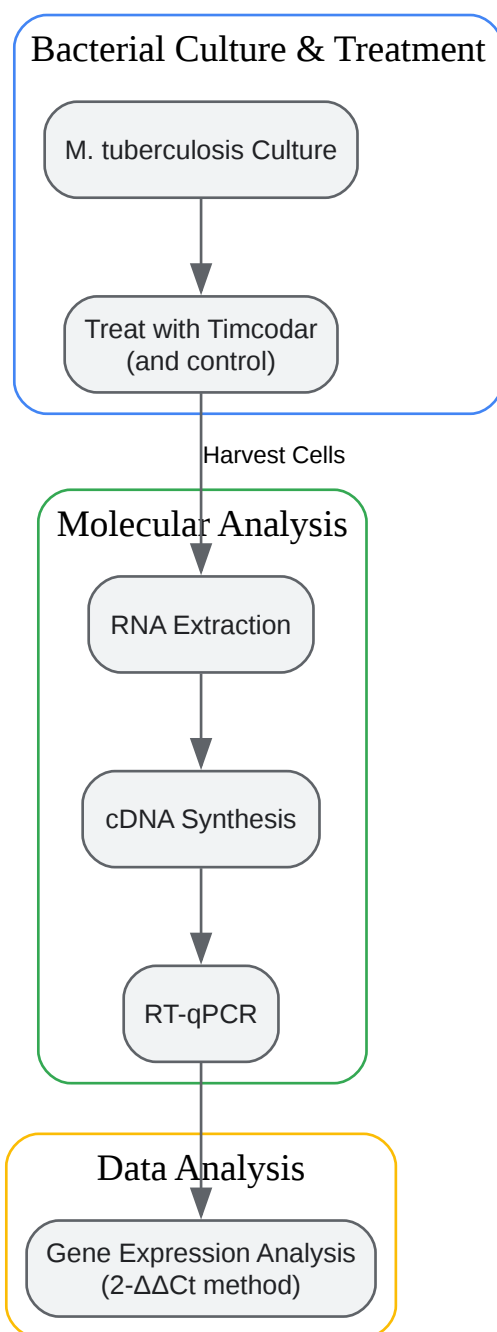 Bacterial Culture & Treatment
M. tuberculosis Culture
Treat with Timcodar
(and control)
Harvest Cells
Molecular Analysis
RNA Extraction
cDNA Synthesis
RT-qPCR
Data Analysis
Gene Expression Analysis
(2-ΔΔCt method)